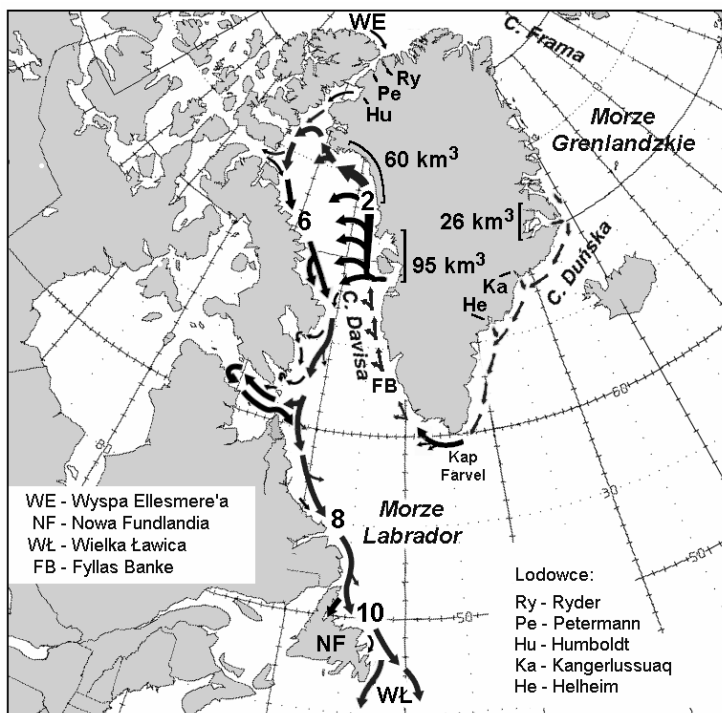 WE
C. Frama
Ry
Pe
Hu
Morze
Grenlandzkie
60 km³
2
6
26 km³
95 km³
C. Duńska
Ka
He
C. Davisa
FB
60
80
Kap
Farvel
30
WE - Wyspa Ellesmere'a
NF - Nowa Fundlandia
WŁ - Wielka Ławica
FB - Fyllas Banke
8
Morze
Labrador
50
10
50
NF
WŁ
Lodowce:
Ry - Ryder
Pe - Petermann
Hu - Humboldt
Ka - Kangerlussuaq
He - Helheim